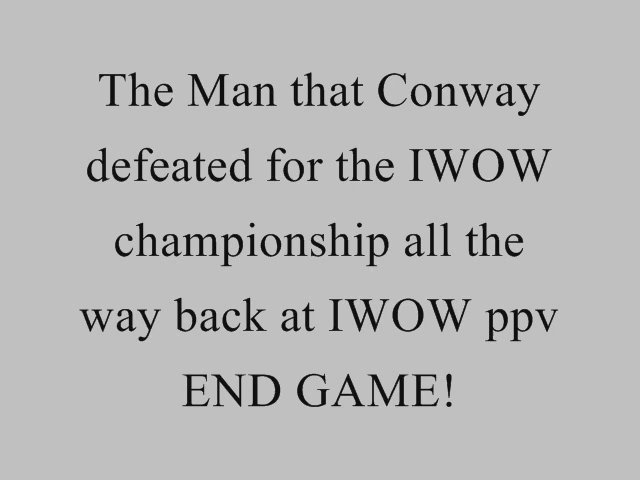 The Man that Conway
defeated for the IWOW
championship all the
way back at IWOW ppv
END GAME!